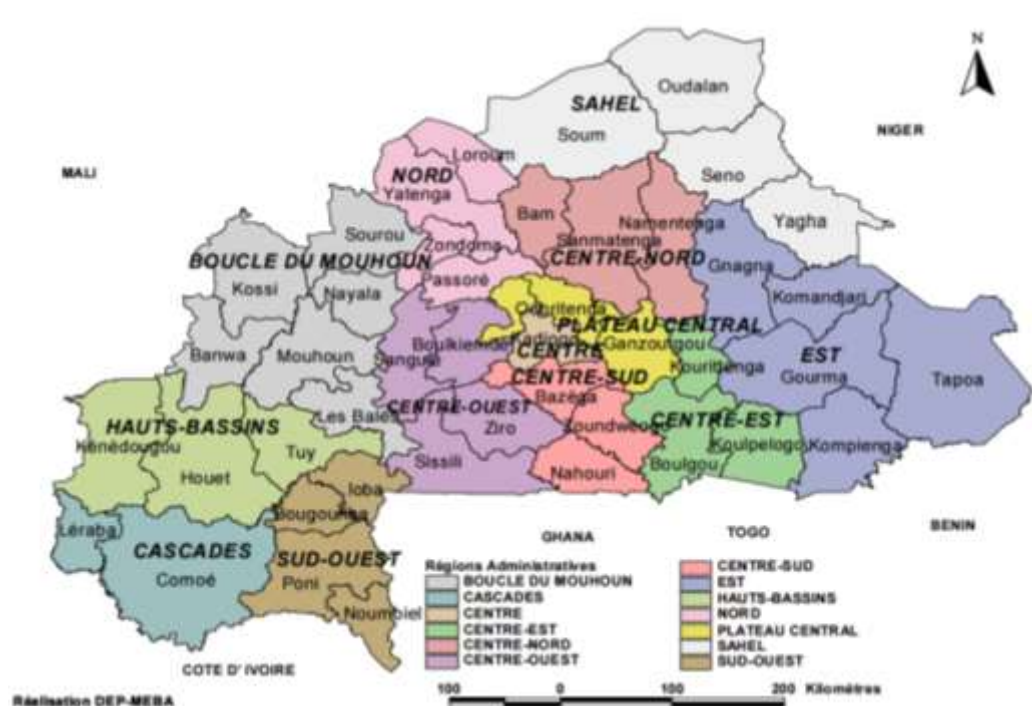 N
Oudalan
SAHEL
Soum
NIGER
MALI
Loroum
NORD
Yatenga
Seno
Bam
Namentenga
Sanmatenga
Yagha
Sourou
Zondoma
BOUCLE DU MOUHOUN
CENTRE-NORD
Gnagna
Kossi
Nayala
Passoré
Komandjari
Oubritenga
PLATEAU CENTRAL
Banwa
Mouhoun
Sanguié
Boulkiemdé
Kadiogo
CENTRE
Ganzourgou
Kourittenga
EST
Gourma
Tapoa
CENTRE-SUD
Bazèga
Les Balés
CENTRE-OUEST
CENTRE-EST
HAUTS-BASSINS
Kénédougou
Tuy
Ziro
Zoundwéogo
Koulpelogo
Kompienga
Houet
Sissili
Nahouri
Boulgou
Ioba
Bougouriba
Léraba
GHANA
TOGO
BENIN
CASCADES
Comoé
SUD-OUEST
Poni
Noumbiel
COTE D' IVOIRE
Régions Administratives
BOUCLE DU MOUHOUN
CASCADES
CENTRE
CENTRE-EST
CENTRE-NORD
CENTRE-OUEST
CENTRE-SUD
EST
HAUTS-BASSINS
NORD
PLATEAU CENTRAL
SAHEL
SUD-OUEST
100 0 100 200 Kilomètres
Réalisation DEP-MEBA